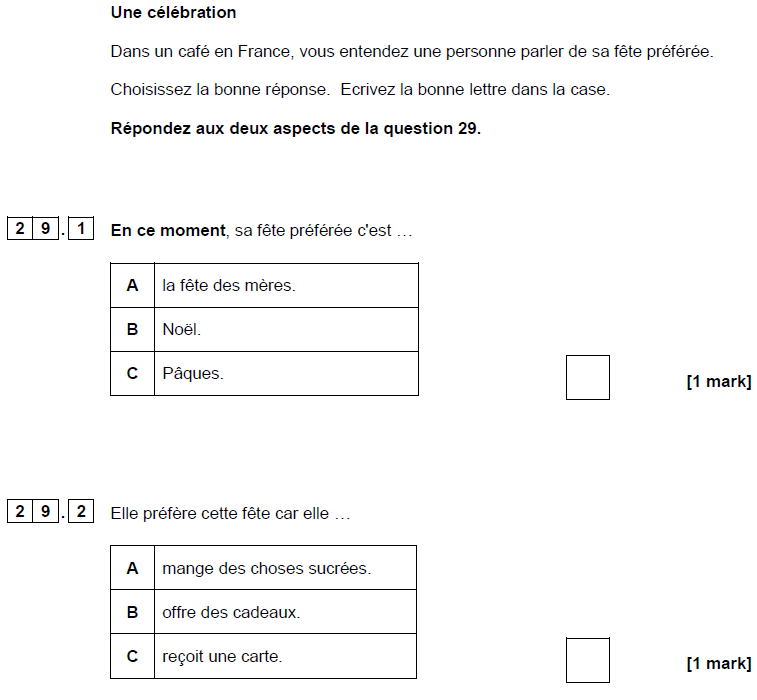 Une célébration
Dans un café en France, vous entendez une personne parler de sa fête préférée.
Choisissez la bonne réponse.  Ecrivez la bonne lettre dans la case.
Répondez aux deux aspects de la question 29.
2 9 . 1 En ce moment, sa fête préférée c'est …
A la fête des mères.
B Noël.
C Pâques.
[1 mark]
2 9 . 2 Elle préfère cette fête car elle …
A mange des choses sucrées.
B offre des cadeaux.
C reçoit une carte.
[1 mark]